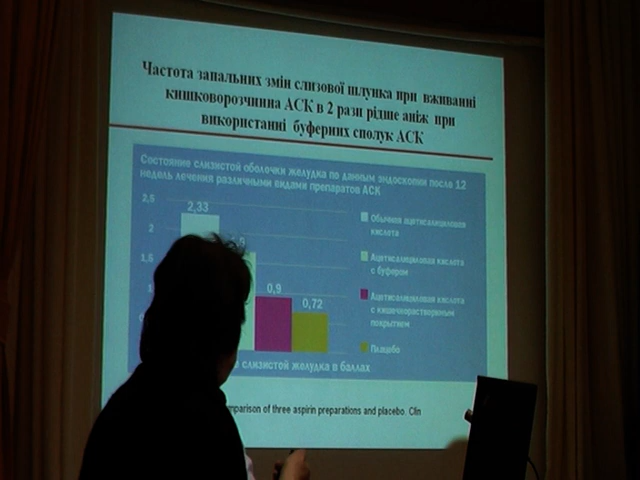 Частота запальних змін слизової шлунка при вживанні
кишковорозчинна АСК в 2 рази рідше аніж при
використанні буферних сполук АСК
Состояние слизистой оболочки желудка по данным эндоскопии после 12
недель лечения различными видами препаратов АСК
2,5
2,33
2
1,5
0,9
0,72
Обычная ацетилсалициловая
кислота
Ацетилсалициловая кислота
с буфером
Ацетилсалициловая кислота
с кишечнорастворимым
покрытием
Плацебо
слизистой желудка в баллах
mparison of three aspirin preparations and placebo. Clin